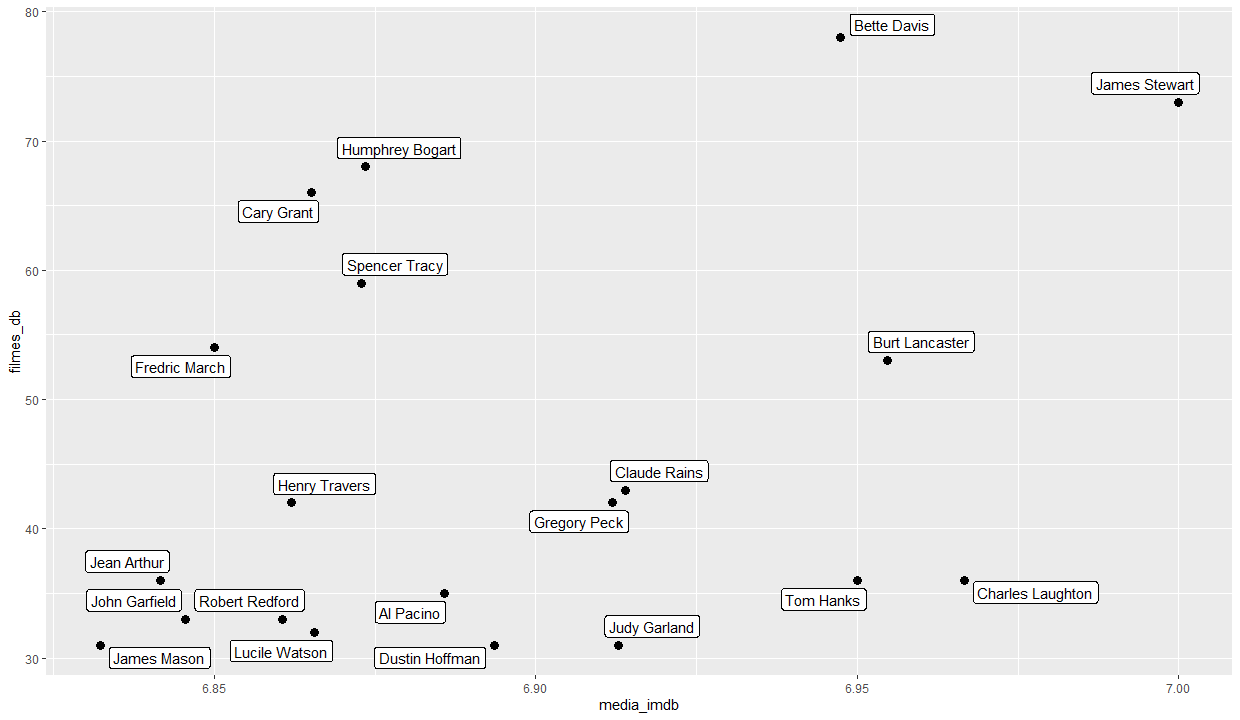 80
Bette Davis
James Stewart
70
Humphrey Bogart
Cary Grant
60
Spencer Tracy
filmes_db
Burt Lancaster
Fredric March
50
Claude Rains
Henry Travers
Gregory Peck
40
Jean Arthur
Charles Laughton
John Garfield
Robert Redford
Tom Hanks
Al Pacino
Judy Garland
Lucile Watson
30
James Mason
Dustin Hoffman
6.85
6.90
6.95
7.00
media_imdb